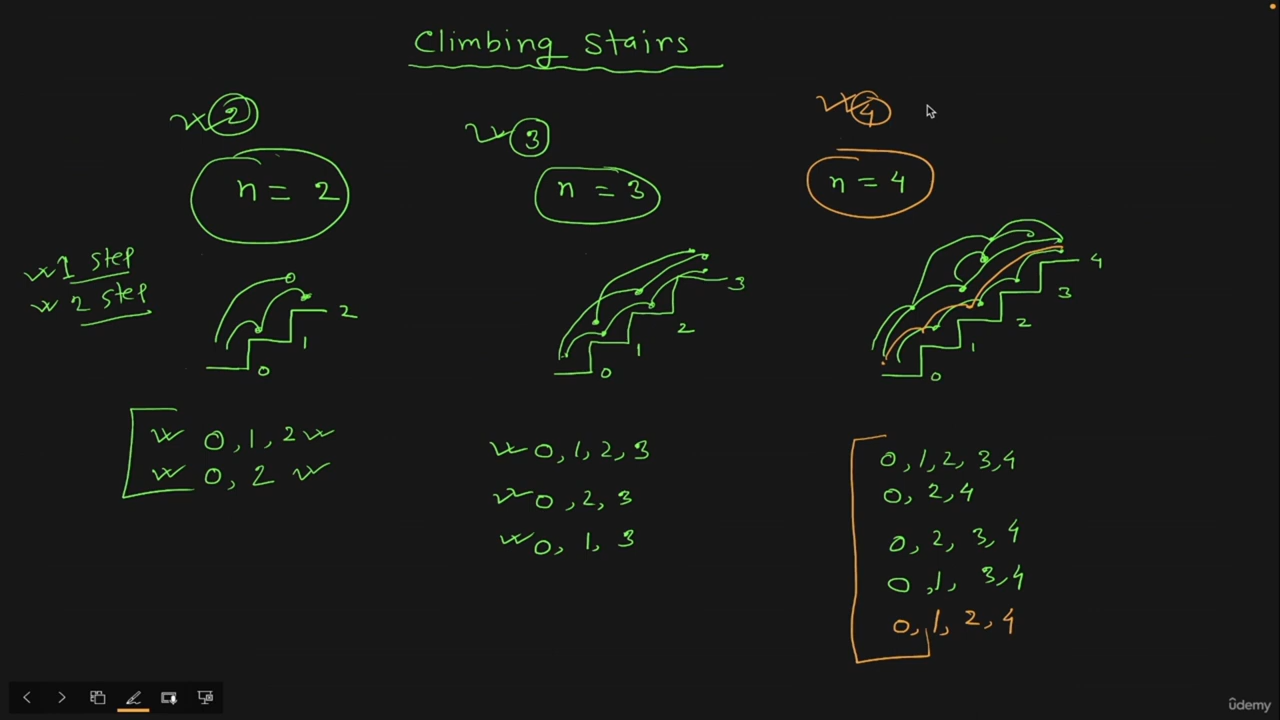 Climbing Stairs
2
3
4
n = 2
n = 3
n = 4
1 step
2 step
2
1
0
3
2
1
0
4
3
2
1
0
0, 1, 2
0, 2
0, 1, 2, 3
0, 2, 3
0, 1, 3
0, 1, 2, 3, 4
0, 2, 4
0, 2, 3, 4
0, 1, 3, 4
0, 1, 2, 4
ûdemy